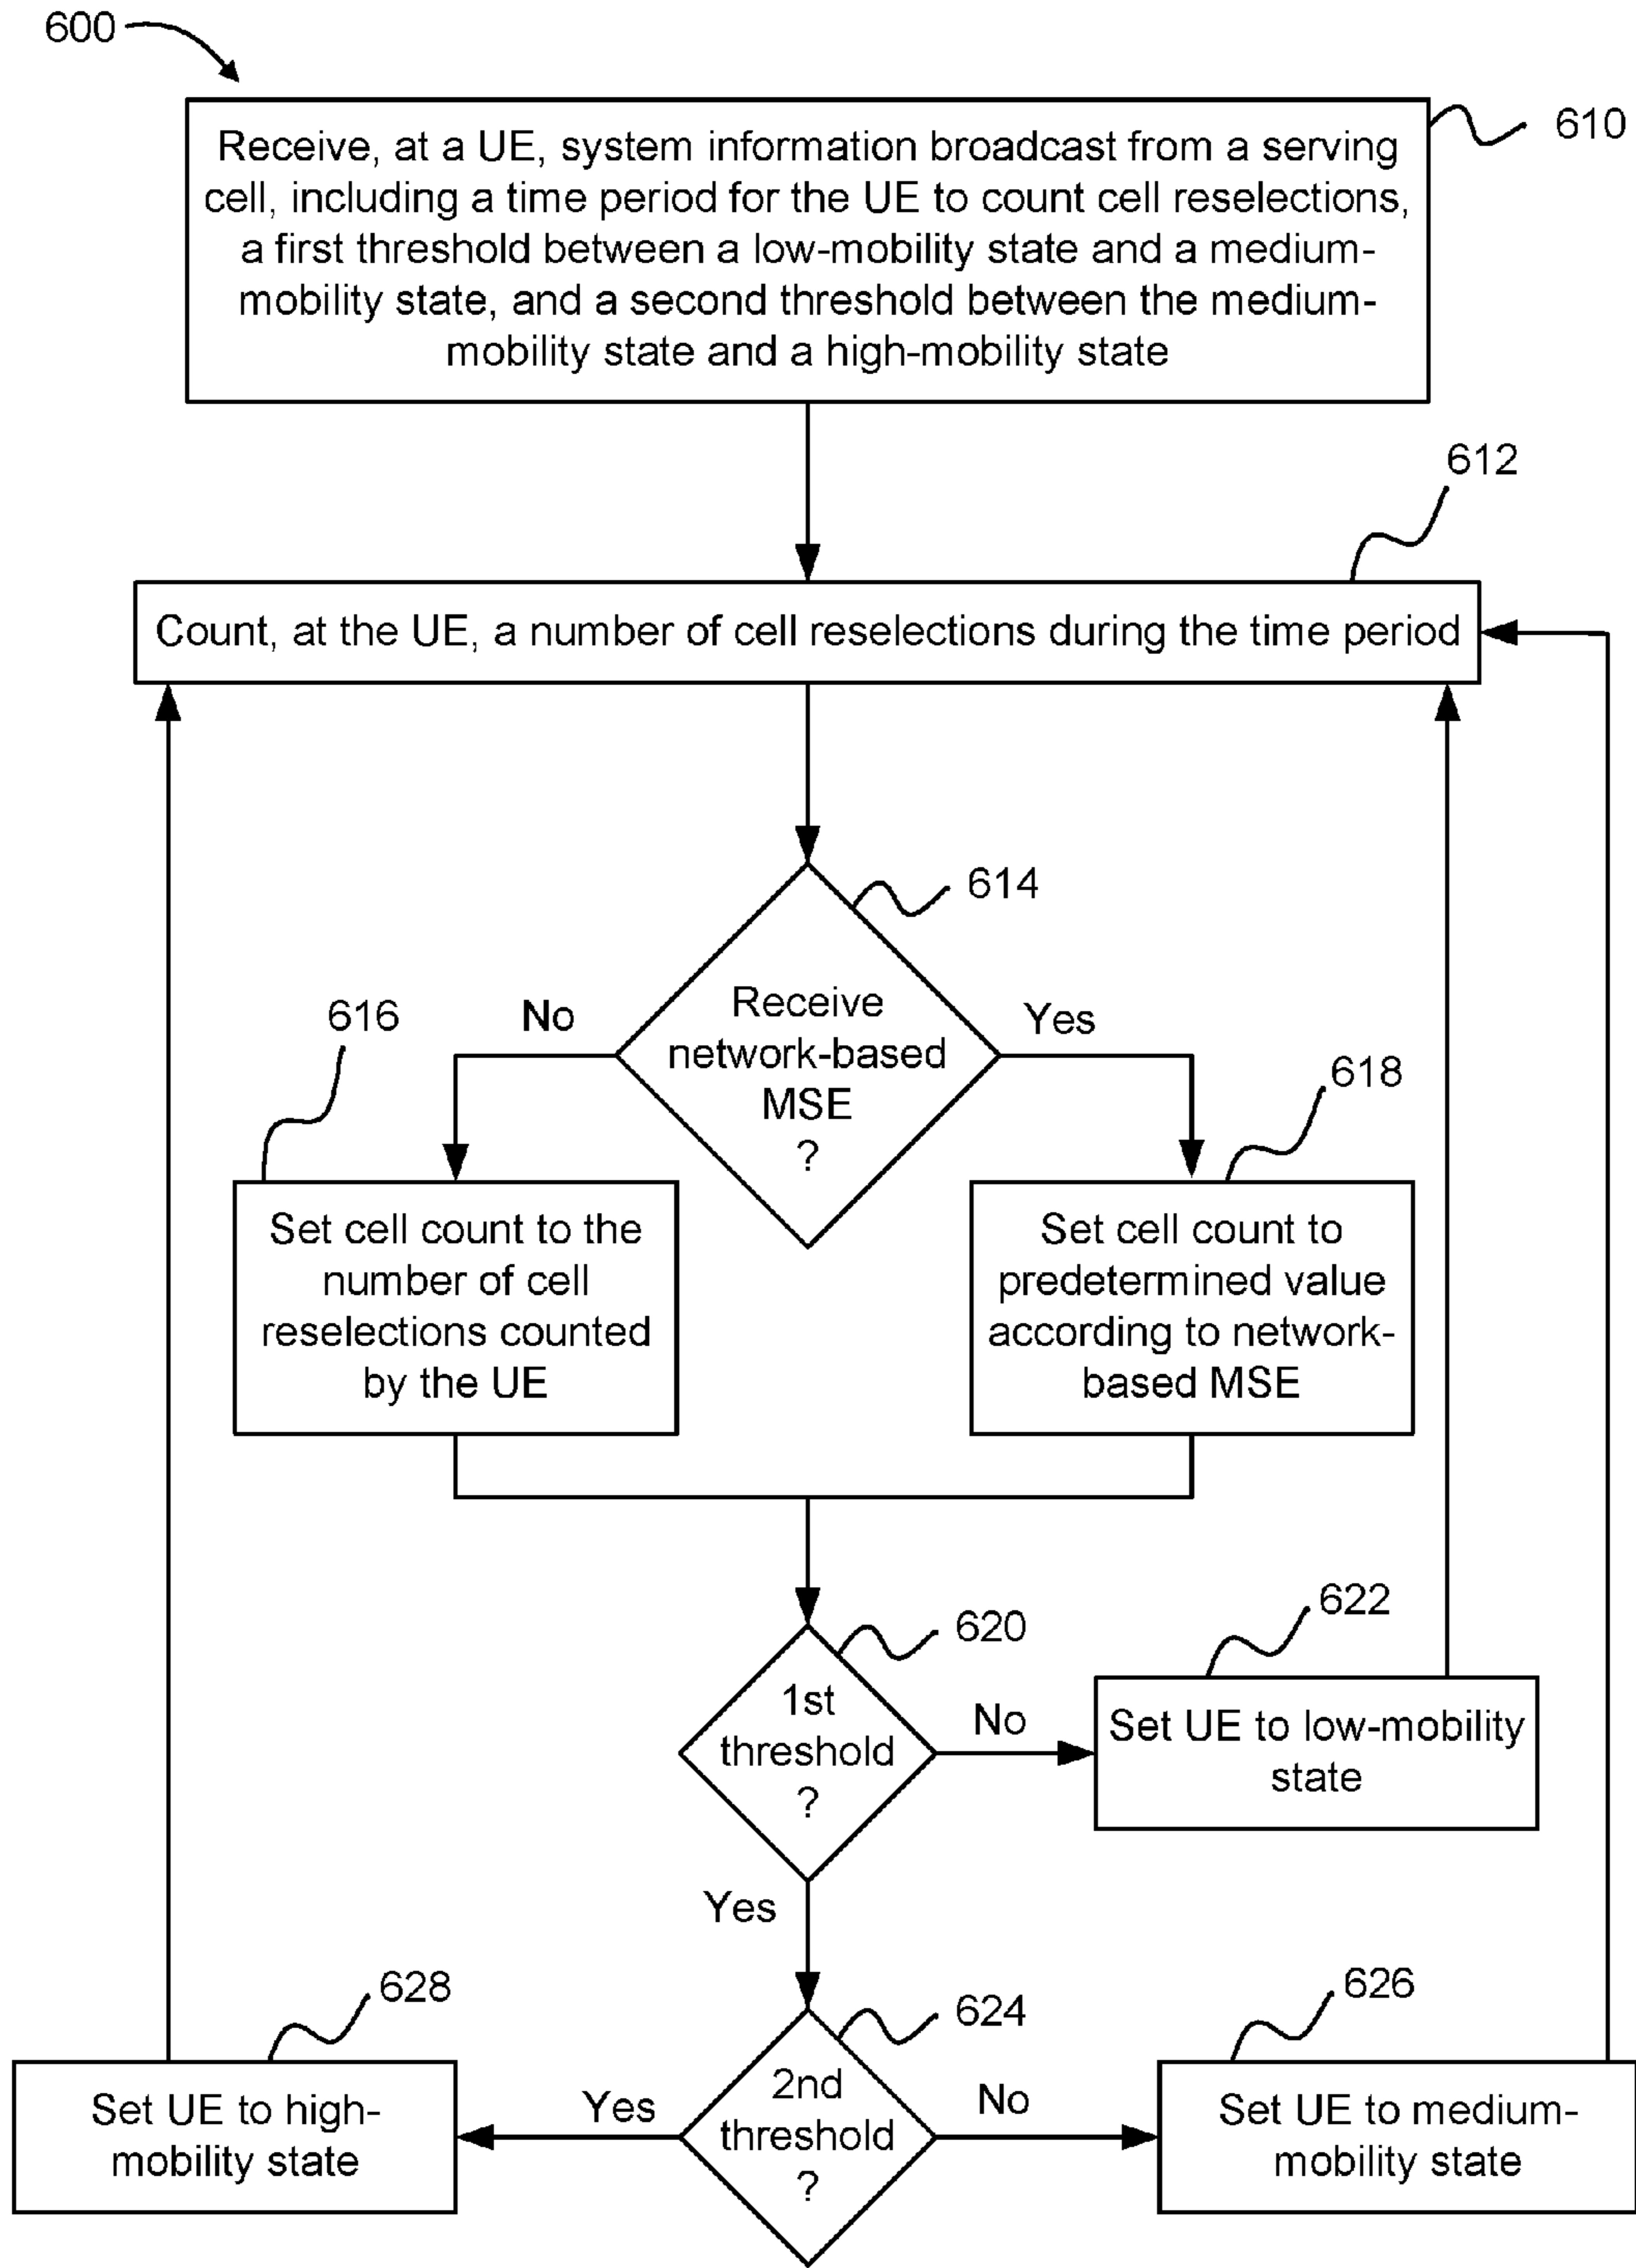 600
610
Receive, at a UE, system information broadcast from a serving
cell, including a time period for the UE to count cell reselections,
a first threshold between a low-mobility state and a medium-
mobility state, and a second threshold between the medium-
mobility state and a high-mobility state
612
Count, at the UE, a number of cell reselections during the time period
614
Receive
network-based
MSE
?
No
Yes
616
618
Set cell count to the
number of cell
reselections counted
by the UE
Set cell count to
predetermined value
according to network-
based MSE
620
622
1st
threshold
?
No
Set UE to low-mobility
state
Yes
628
624
626
Set UE to high-
mobility state
Yes
2nd
threshold
?
No
Set UE to medium-
mobility state